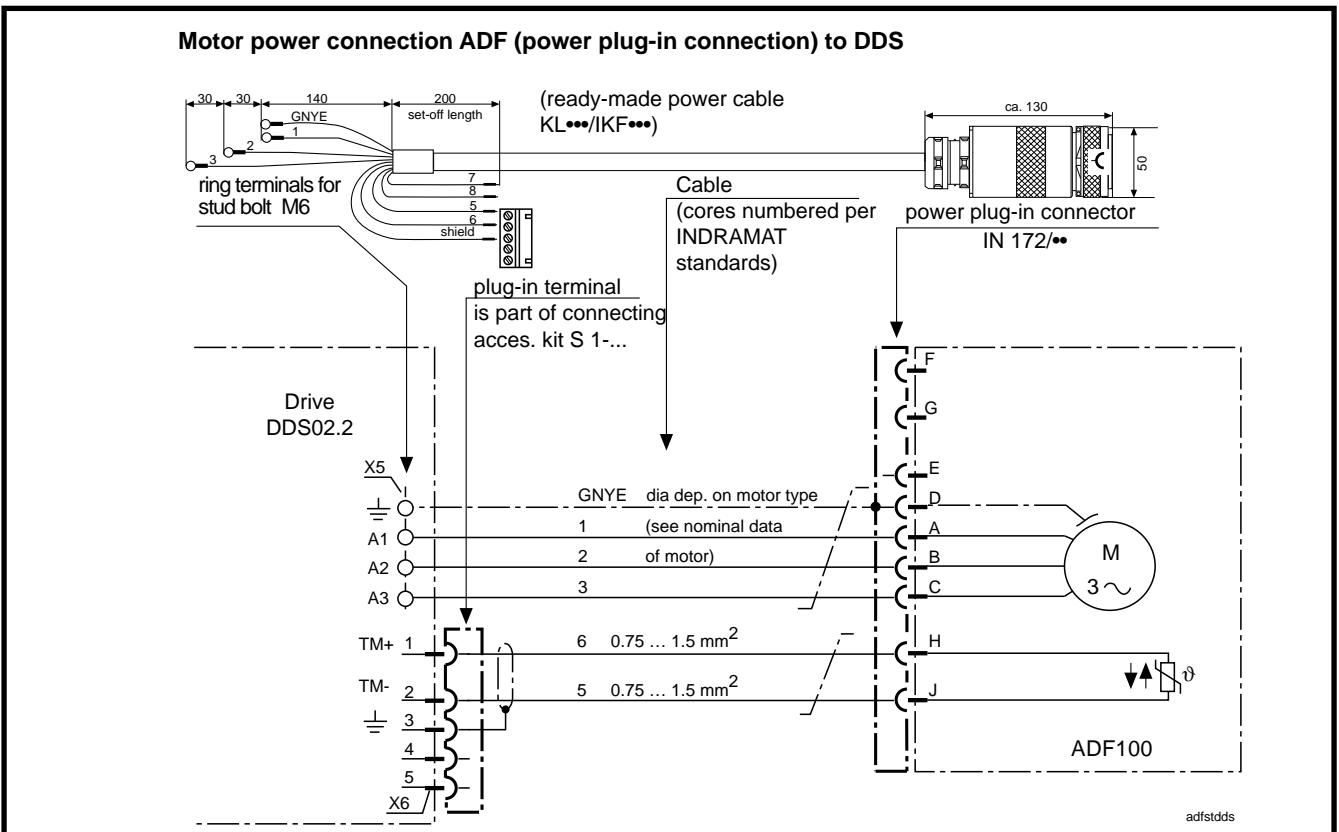 Motor power connection ADF (power plug-in connection) to DDS
30 30 140 200
set-off length
GNYE
1
2
3
7
8
5
6
shield
(ready-made power cable
KL•••/IKF•••)
ca. 130
50
ring terminals for
stud bolt M6
Cable
(cores numbered per
INDRAMAT
standards)
power plug-in connector
IN 172/••
plug-in terminal
is part of connecting
acces. kit S 1-...
Drive
DDS02.2
X5
A1
A2
A3
GNYE dia dep. on motor type
1 (see nominal data
2 of motor)
3
F
G
E
D
A
B
C
M
3
TM+ 1
6 0.75 ... 1.5 mm²
H
TM- 2
5 0.75 ... 1.5 mm²
J
ϑ
3
4
5
X6
ADF100
adfstdds